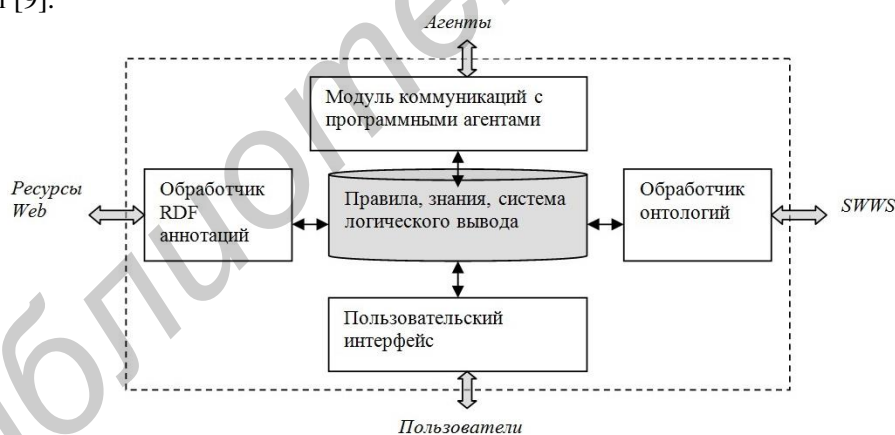 [9].
Агенты
Модуль коммуникаций с
программными агентами
Ресурсы
Web
Обработчик
RDF
аннотаций
Правила, знания, система
логического вывода
Обработчик
онтологий
SWWS
Пользовательский
интерфейс
Пользователи